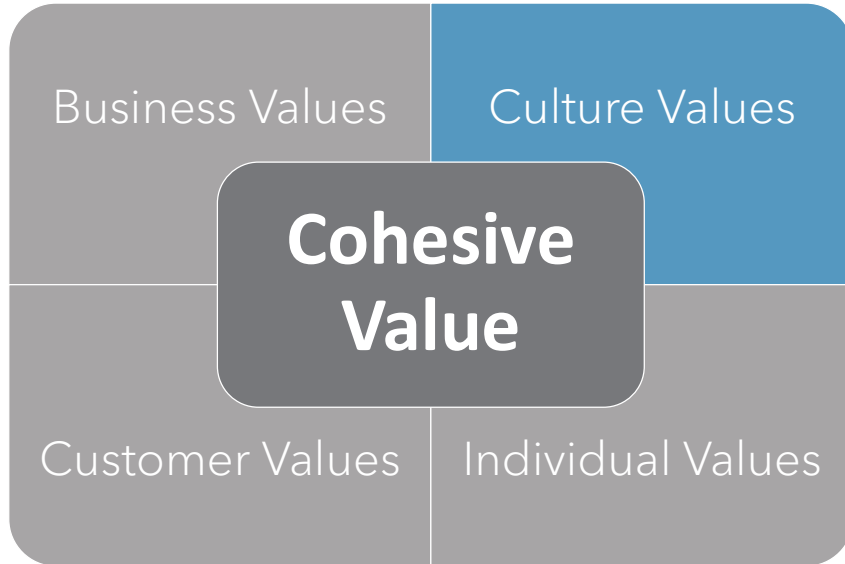 Business Values
Culture Values
Cohesive
Value
Customer Values
Individual Values